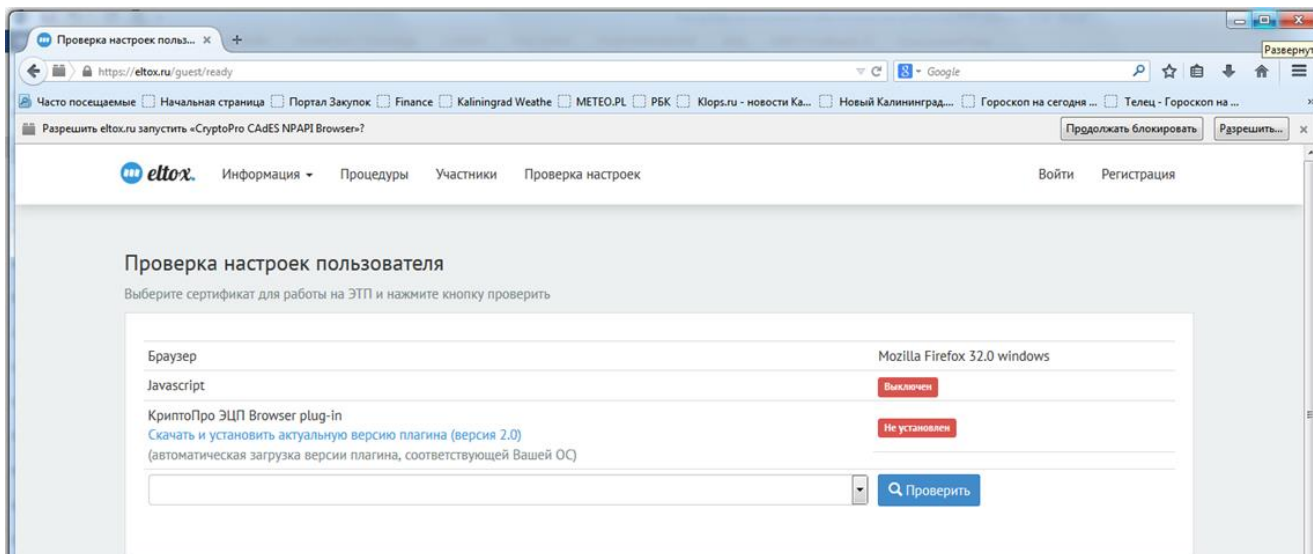 Проверка настроек польз... × +
Развернут
https://eltox.ru/guest/ready Google
Часто посещаемые Начальная страница Портал Закупок Finance Kaliningrad Weathe METEO.PL РБК Klops.ru - новости Ка... Новый Калининград.... Гороскоп на сегодня ... Телец - Гороскоп на ...
Разрешить eltox.ru запустить «CryptoPro CAdES NPAPI Browser»? Продолжать блокировать Разрешить... ×
eltox. Информация Процедуры Участники Проверка настроек Войти Регистрация
Проверка настроек пользователя
Выберите сертификат для работы на ЭТП и нажмите кнопку проверить
Браузер Mozilla Firefox 32.0 windows
Javascript Выключен
КриптоПро ЭЦП Browser plug-in
Скачать и установить актуальную версию плагина (версия 2.0) Не установлен
(автоматическая загрузка версии плагина, соответствующей Вашей ОС)
Проверить